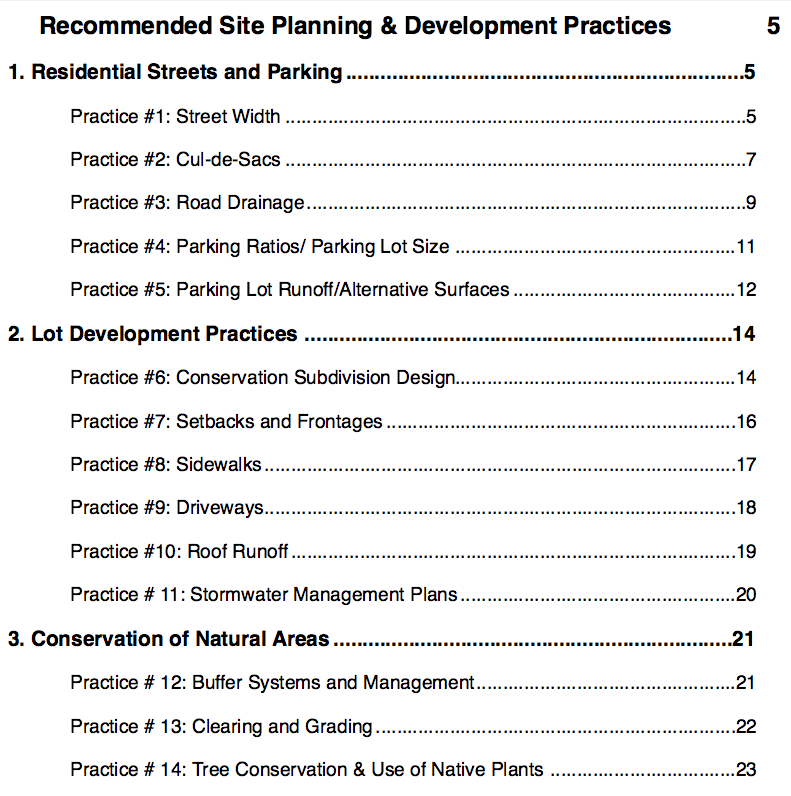 Recommended Site Planning & Development Practices 5
1. Residential Streets and Parking ........................................................................5
Practice #1: Street Width ......................................................................................5
Practice #2: Cul-de-Sacs ......................................................................................7
Practice #3: Road Drainage..................................................................................9
Practice #4: Parking Ratios/ Parking Lot Size ....................................................11
Practice #5: Parking Lot Runoff/Alternative Surfaces .........................................12
2. Lot Development Practices .............................................................................14
Practice #6: Conservation Subdivision Design....................................................14
Practice #7: Setbacks and Frontages .................................................................16
Practice #8: Sidewalks........................................................................................17
Practice #9: Driveways........................................................................................18
Practice #10: Roof Runoff...................................................................................19
Practice # 11: Stormwater Management Plans ...................................................20
3. Conservation of Natural Areas ........................................................................21
Practice # 12: Buffer Systems and Management................................................21
Practice # 13: Clearing and Grading...................................................................22
Practice # 14: Tree Conservation & Use of Native Plants ..................................23